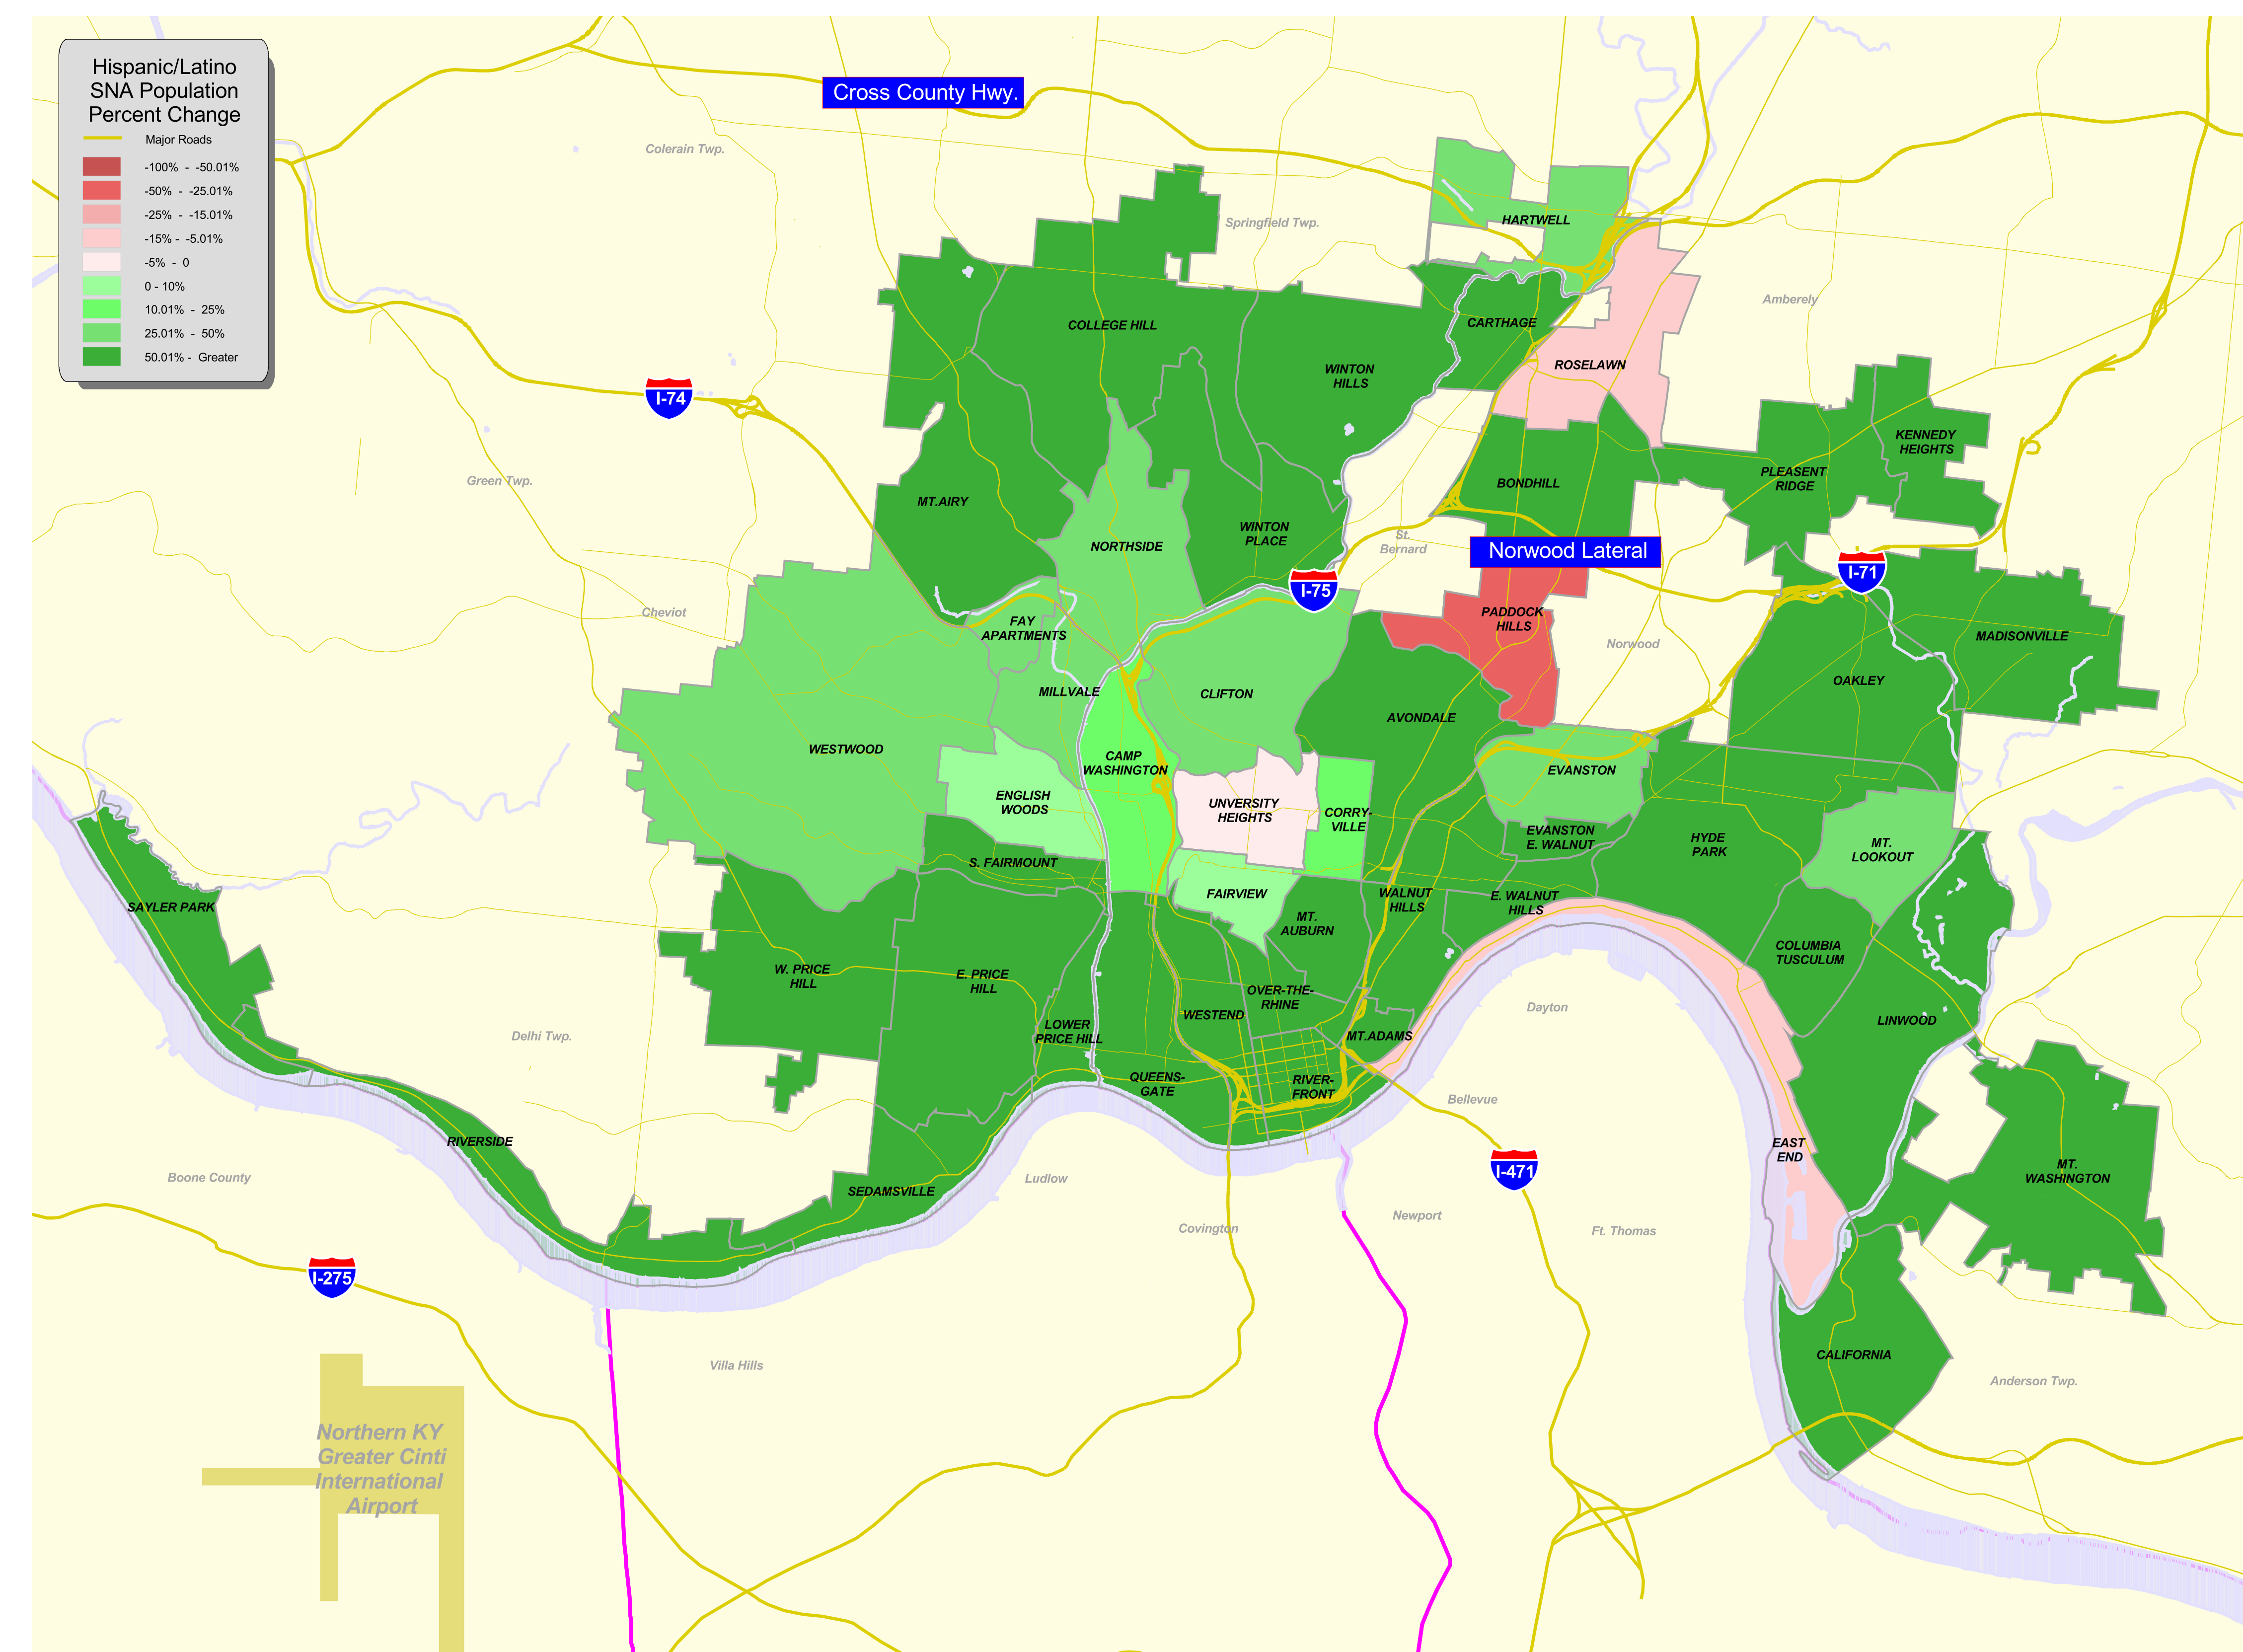 Hispanic/Latino
SNA Population
Percent Change
Major Roads
-100% - -50.01%
-50% - -25.01%
-25% - -15.01%
-15% - -5.01%
-5% - 0
0 - 10%
10.01% - 25%
25.01% - 50%
50.01% - Greater
Cross County Hwy.
Colerain Twp.
Springfield Twp.
HARTWELL
Amberely
COLLEGE HILL
CARTHAGE
ROSELAWN
WINTON
HILLS
I-74
KENNEDY
HEIGHTS
PLEASENT
RIDGE
Green Twp.
BONDHILL
MT.AIRY
WINTON
PLACE
NORTHSIDE
St.
Bernard
Norwood Lateral
I-75
I-71
Cheviot
FAY
APARTMENTS
PADDOCK
HILLS
Norwood
MADISONVILLE
OAKLEY
MILLVALE
CLIFTON
AVONDALE
WESTWOOD
CAMP
WASHINGTON
EVANSTON
ENGLISH
WOODS
UNVERSITY
HEIGHTS
CORRY-
VILLE
EVANSTON
E. WALNUT
HYDE
PARK
MT.
LOOKOUT
S. FAIRMOUNT
FAIRVIEW
WALNUT
HILLS
E. WALNUT
HILLS
SAYLER PARK
MT.
AUBURN
COLUMBIA
TUSCULUM
W. PRICE
HILL
E. PRICE
HILL
OVER-THE-
RHINE
Dayton
WESTEND
LINWOOD
LOWER
PRICE HILL
MT.ADAMS
Delhi Twp.
QUEENS-
GATE
RIVER-
FRONT
Bellevue
RIVERSIDE
EAST
END
I-471
MT.
WASHINGTON
Boone County
Ludlow
SEDAMSVILLE
Covington
Newport
Ft. Thomas
I-275
CALIFORNIA
Villa Hills
Anderson Twp.
Northern KY
Greater Cinti
International
Airport